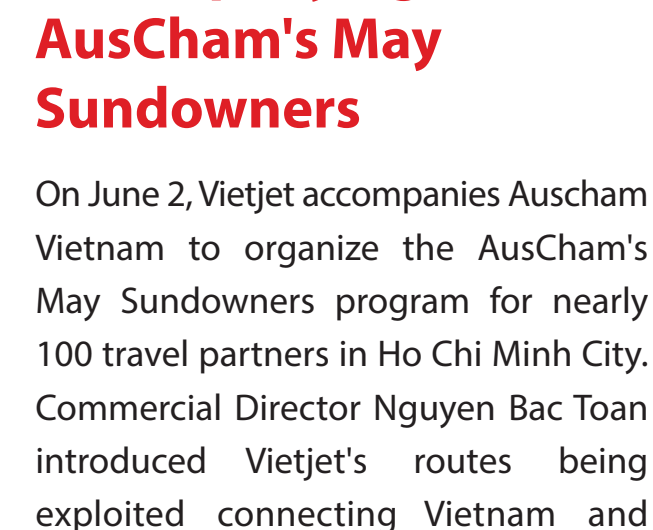 AusCham's May
Sundowners
On June 2, Vietjet accompanies Auscham
Vietnam to organize the AusCham's
May Sundowners program for nearly
100 travel partners in Ho Chi Minh City.
Commercial Director Nguyen Bac Toan
introduced Vietjet's routes being
exploited connecting Vietnam and